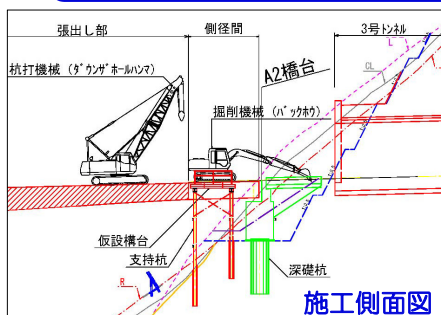 張出し部
側径間
3号トンネル
杭打機械（ダウンザホールハンマ）
A2橋台
L
CL
掘削機械（バックホウ）
仮設構台
支持杭
深礎杭
R
A
施工側面図